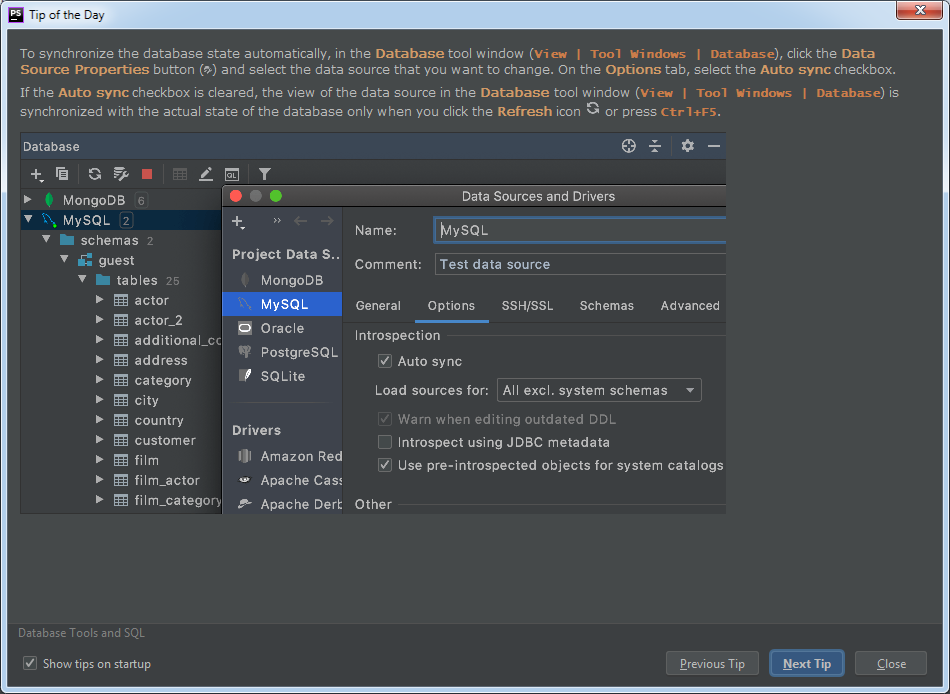 PS Tip of the Day
To synchronize the database state automatically, in the Database tool window (View | Tool Windows | Database), click the Data
Source Properties button () and select the data source that you want to change. On the Options tab, select the Auto sync checkbox.
If the Auto sync checkbox is cleared, the view of the data source in the Database tool window (View | Tool Windows | Database) is
synchronized with the actual state of the database only when you click the Refresh icon or press Ctrl+F5.
Database
QL
MongoDB 6
MySQL 2
schemas 2
guest
tables 25
actor
actor_2
additional_co
address
category
city
country
customer
film
film_actor
film_category
Data Sources and Drivers
Project Data S..
MongoDB
MySQL
Oracle
PostgreSQL
SQLite
Drivers
Amazon Red
Apache Cass
Apache Derb
Name: MySQL
Comment: Test data source
General Options SSH/SSL Schemas Advanced
Introspection
Auto sync
Load sources for: All excl. system schemas
Warn when editing outdated DDL
Introspect using JDBC metadata
Use pre-introspected objects for system catalogs
Other
Database Tools and SQL
Show tips on startup
Previous Tip Next Tip Close